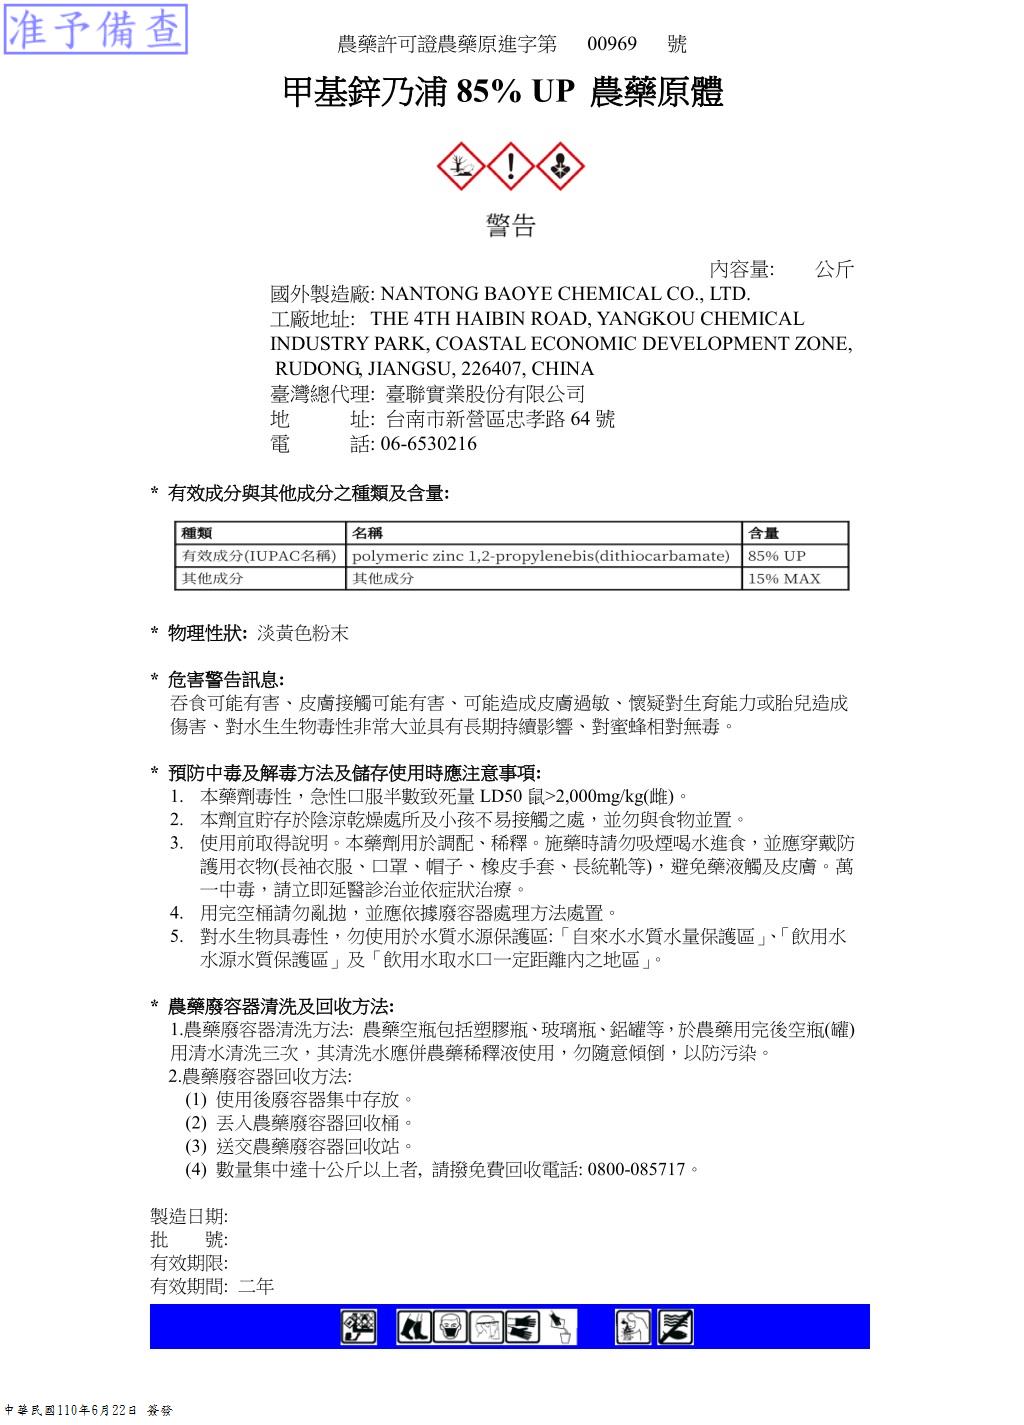 准予備查
農藥許可證農藥原進字第 00969 號
甲基鋅乃浦 85% UP 農藥原體
警告
內容量: 公斤
國外製造廠: NANTONG BAOYE CHEMICAL CO., LTD.
工廠地址: THE 4TH HAIBIN ROAD, YANGKOU CHEMICAL
INDUSTRY PARK, COASTAL ECONOMIC DEVELOPMENT ZONE,
RUDONG, JIANGSU, 226407, CHINA
臺灣總代理: 臺聯實業股份有限公司
地 址: 台南市新營區忠孝路 64 號
電 話: 06-6530216
* 有效成分與其他成分之種類及含量:
種類 名稱 含量
有效成分(IUPAC名稱) polymeric zinc 1,2-propylenebis(dithiocarbamate) 85% UP
其他成分 其他成分 15% MAX
* 物理性狀: 淡黃色粉末
* 危害警告訊息:
吞食可能有害、皮膚接觸可能有害、可能造成皮膚過敏、懷疑對生育能力或胎兒造成
傷害、對水生生物毒性非常大並具有長期持續影響、對蜜蜂相對無毒。
* 預防中毒及解毒方法及儲存使用時應注意事項:
1. 本藥劑毒性，急性口服半數致死量 LD50 鼠>2,000mg/kg(雌)。
2. 本劑宜貯存於陰涼乾燥處所及小孩不易接觸之處，並勿與食物並置。
3. 使用前取得說明。本藥劑用於調配、稀釋。施藥時請勿吸煙喝水進食，並應穿戴防
護用衣物(長袖衣服、口罩、帽子、橡皮手套、長統靴等)，避免藥液觸及皮膚。萬
一中毒，請立即延醫診治並依症狀治療。
4. 用完空桶請勿亂拋，並應依據廢容器處理方法處置。
5. 對水生物具毒性，勿使用於水質水源保護區:「自來水水質水量保護區」、「飲用水
水源水質保護區」及「飲用水取水口一定距離內之地區」。
* 農藥廢容器清洗及回收方法:
1.農藥廢容器清洗方法: 農藥空瓶包括塑膠瓶、玻璃瓶、鋁罐等，於農藥用完後空瓶(罐)
用清水清洗三次，其清洗水應併農藥稀釋液使用，勿隨意傾倒，以防污染。
2.農藥廢容器回收方法:
(1) 使用後廢容器集中存放。
(2) 丟入農藥廢容器回收桶。
(3) 送交農藥廢容器回收站。
(4) 數量集中達十公斤以上者, 請撥免費回收電話: 0800-085717。
製造日期:
批 號:
有效期限:
有效期間: 二年
中華民國110年6月22日 簽發